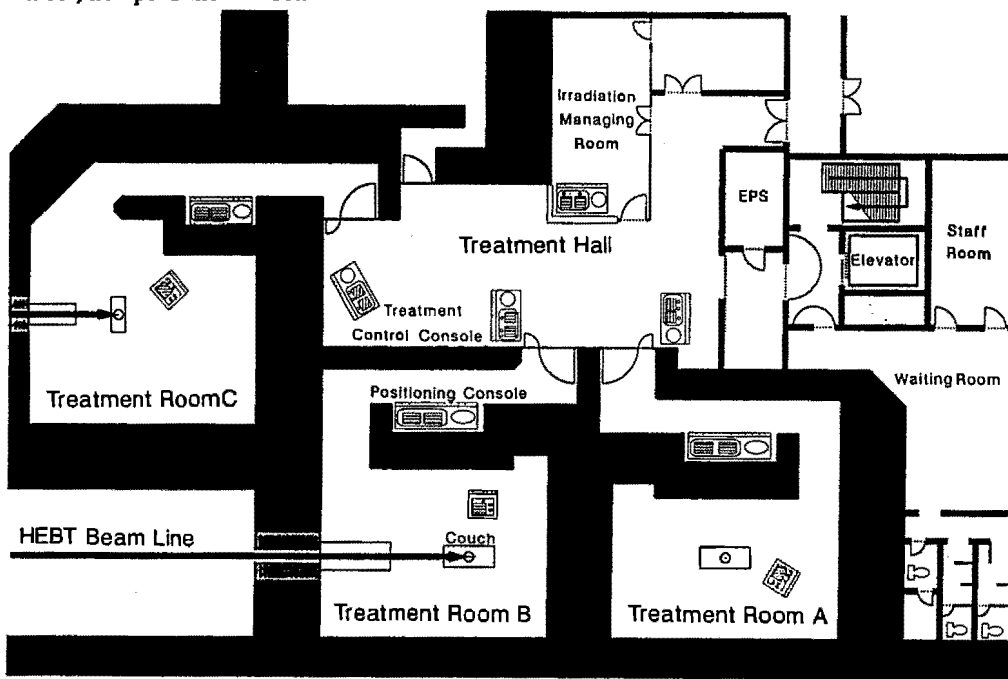 Irradiation
Managing
Room
EPS
Treatment Hall
Elevator
Staff
Room
Treatment
Control Console
Treatment RoomC
Positioning Console
Waiting Room
HEBT Beam Line
Couch
Treatment Room B
Treatment Room A